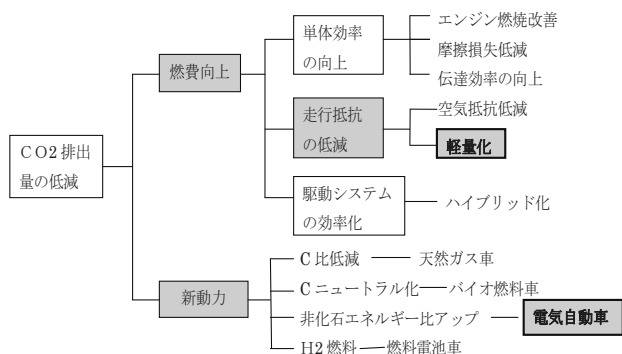 CO2排出
量の低減
燃費向上
単体効率
の向上
エンジン燃焼改善
摩擦損失低減
伝達効率の向上
走行抵抗
の低減
空気抵抗低減
軽量化
駆動システム
の効率化
ハイブリッド化
新動力
C比低減 天然ガス車
Cニュートラル化 バイオ燃料車
非化石エネルギー比アップ 電気自動車
H2燃料 燃料電池車